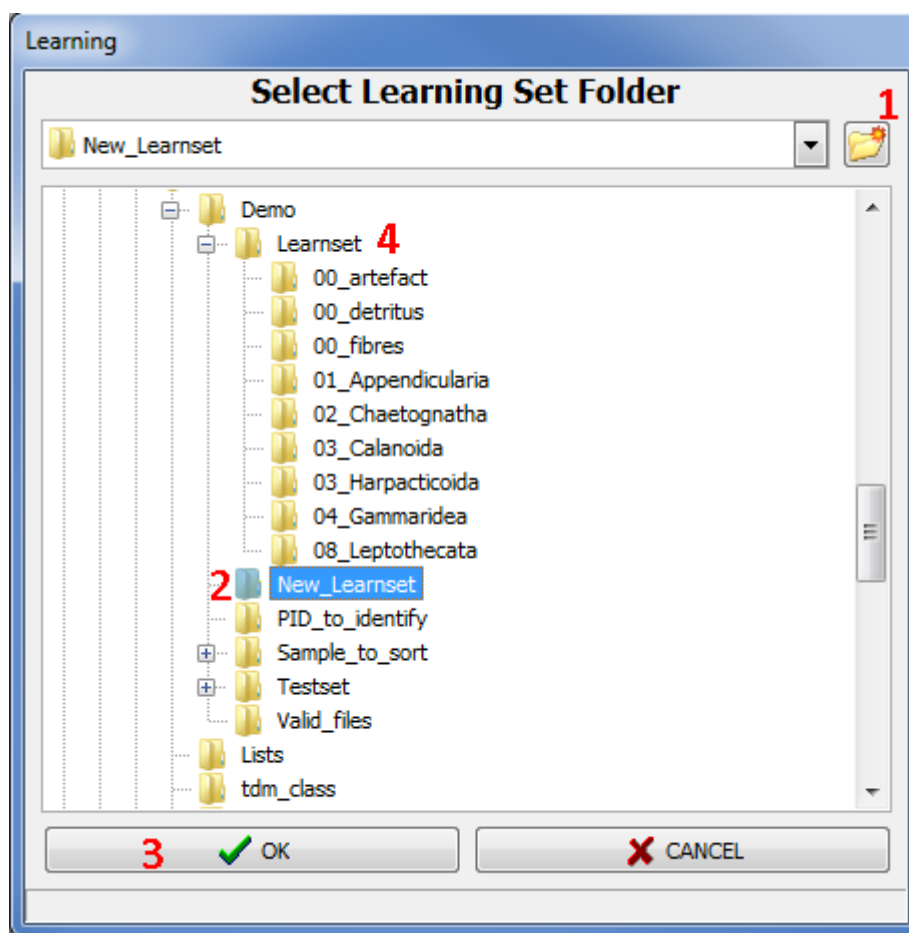 Learning
Select Learning Set Folder
1
New_Learnset
Demo
Learnset 4
00_artefact
00_detritus
00_fibres
01_Appendicularia
02_Chaetognatha
03_Calanoida
03_Harpacticoida
04_Gammaridea
08_Leptothecata
2 New_Learnset
PID_to_identify
Sample_to_sort
Testset
Valid_files
Lists
tdm_class
3 OK CANCEL